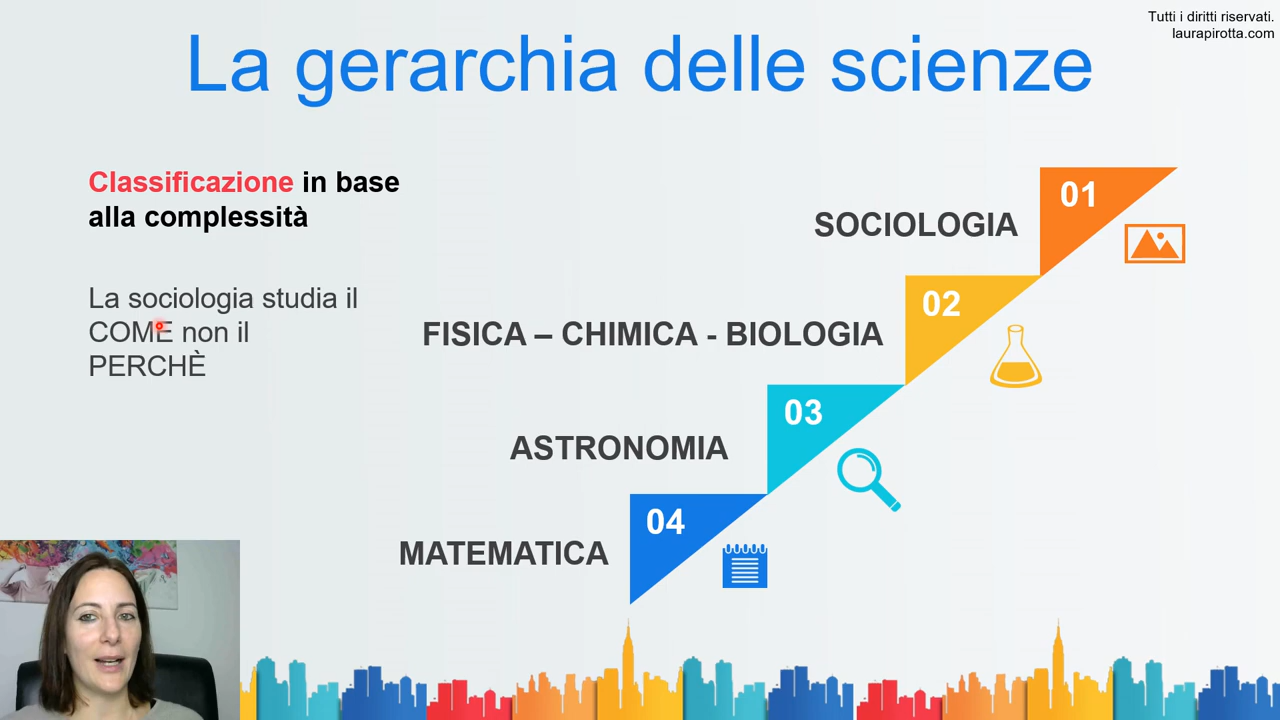 Tutti i diritti riservati.
laurapirotta.com
La gerarchia delle scienze
Classificazione in base
alla complessità
La sociologia studia il
COME non il
PERCHÈ
01
SOCIOLOGIA
02
FISICA – CHIMICA - BIOLOGIA
03
ASTRONOMIA
04
MATEMATICA